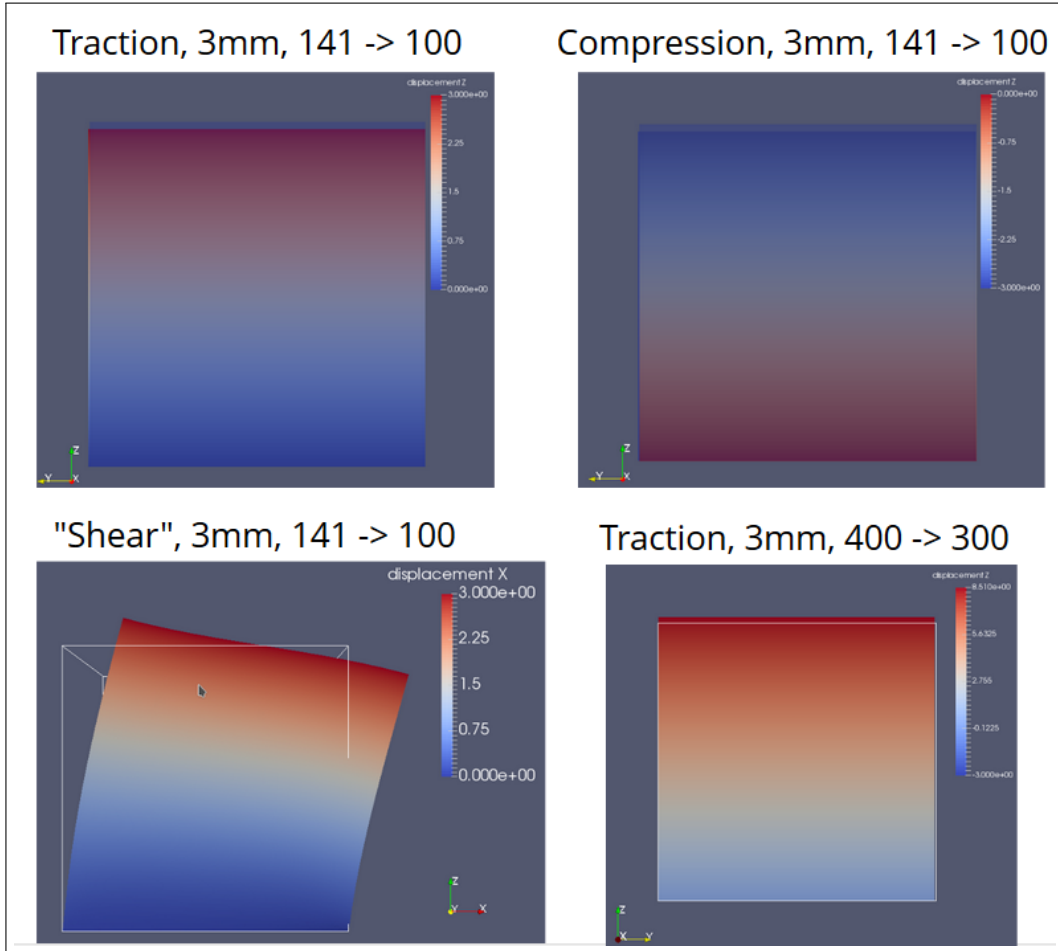 Traction, 3mm, 141 -> 100
displacement Z
3.000e+00
2.25
1.5
0.75
0.000e+00
Z
Y
X
Compression, 3mm, 141 -> 100
displacement Z
0.000e+00
-0.75
-1.5
-2.25
-3.000e+00
Z
Y
X
"Shear", 3mm, 141 -> 100
displacement X
3.000e+00
2.25
1.5
0.75
0.000e+00
Z
Y
X
Traction, 3mm, 400 -> 300
displacement Z
8.510e+00
5.6325
2.755
-0.1225
-3.000e+00
Z
X
Y